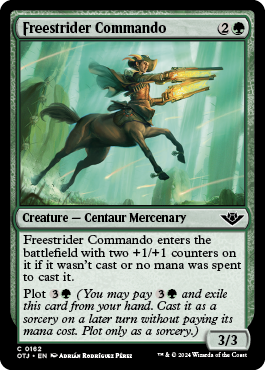 Freestrider Commando 2
Creature — Centaur Mercenary
Freestrider Commando enters the
battlefield with two +1/+1 counters on
it if it wasn't cast or no mana was spent
to cast it.
Plot 3 (You may pay 3 and exile
this card from your hand. Cast it as a
sorcery on a later turn without paying its
mana cost. Plot only as a sorcery.)
3/3
C 0162
OTJ • EN Adrián Rodríguez Pérez
™ & © 2024 Wizards of the Coast